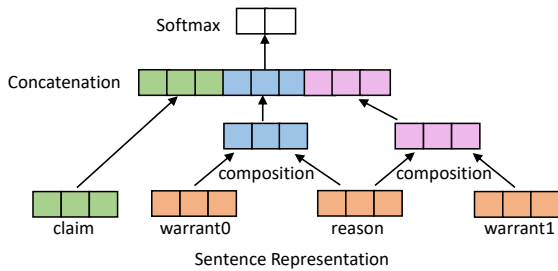 Softmax
Concatenation
composition
composition
claim
warrant0
reason
warrant1
Sentence Representation